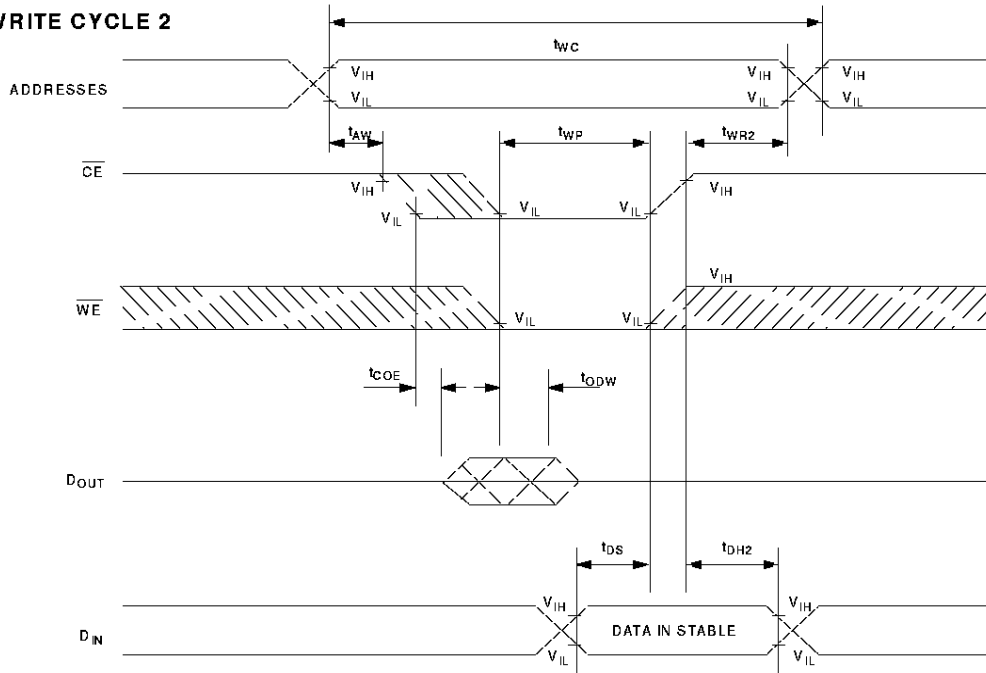 WRITE CYCLE 2
tWC
ADDRESSES
VIH
VIL
VIH
VIL
VIH
VIL
tAW
tWP
tWR2
CE
VIH
VIL
VIL
VIL
VIH
WE
VIL
VIL
VIH
tCOE
tODW
DOUT
tDS
tDH2
DIN
VIH
VIL
DATA IN STABLE
VIH
VIL